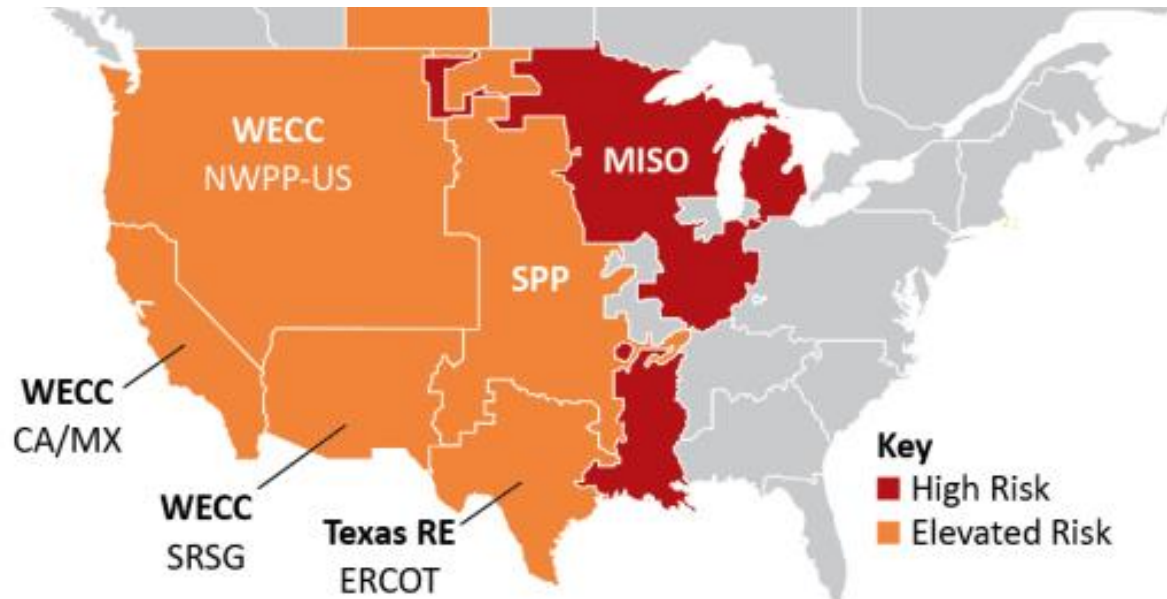 WECC
NWPP-US
MISO
SPP
WECC
CA/MX
WECC
SRSG
Texas RE
ERCOT
Key
High Risk
Elevated Risk